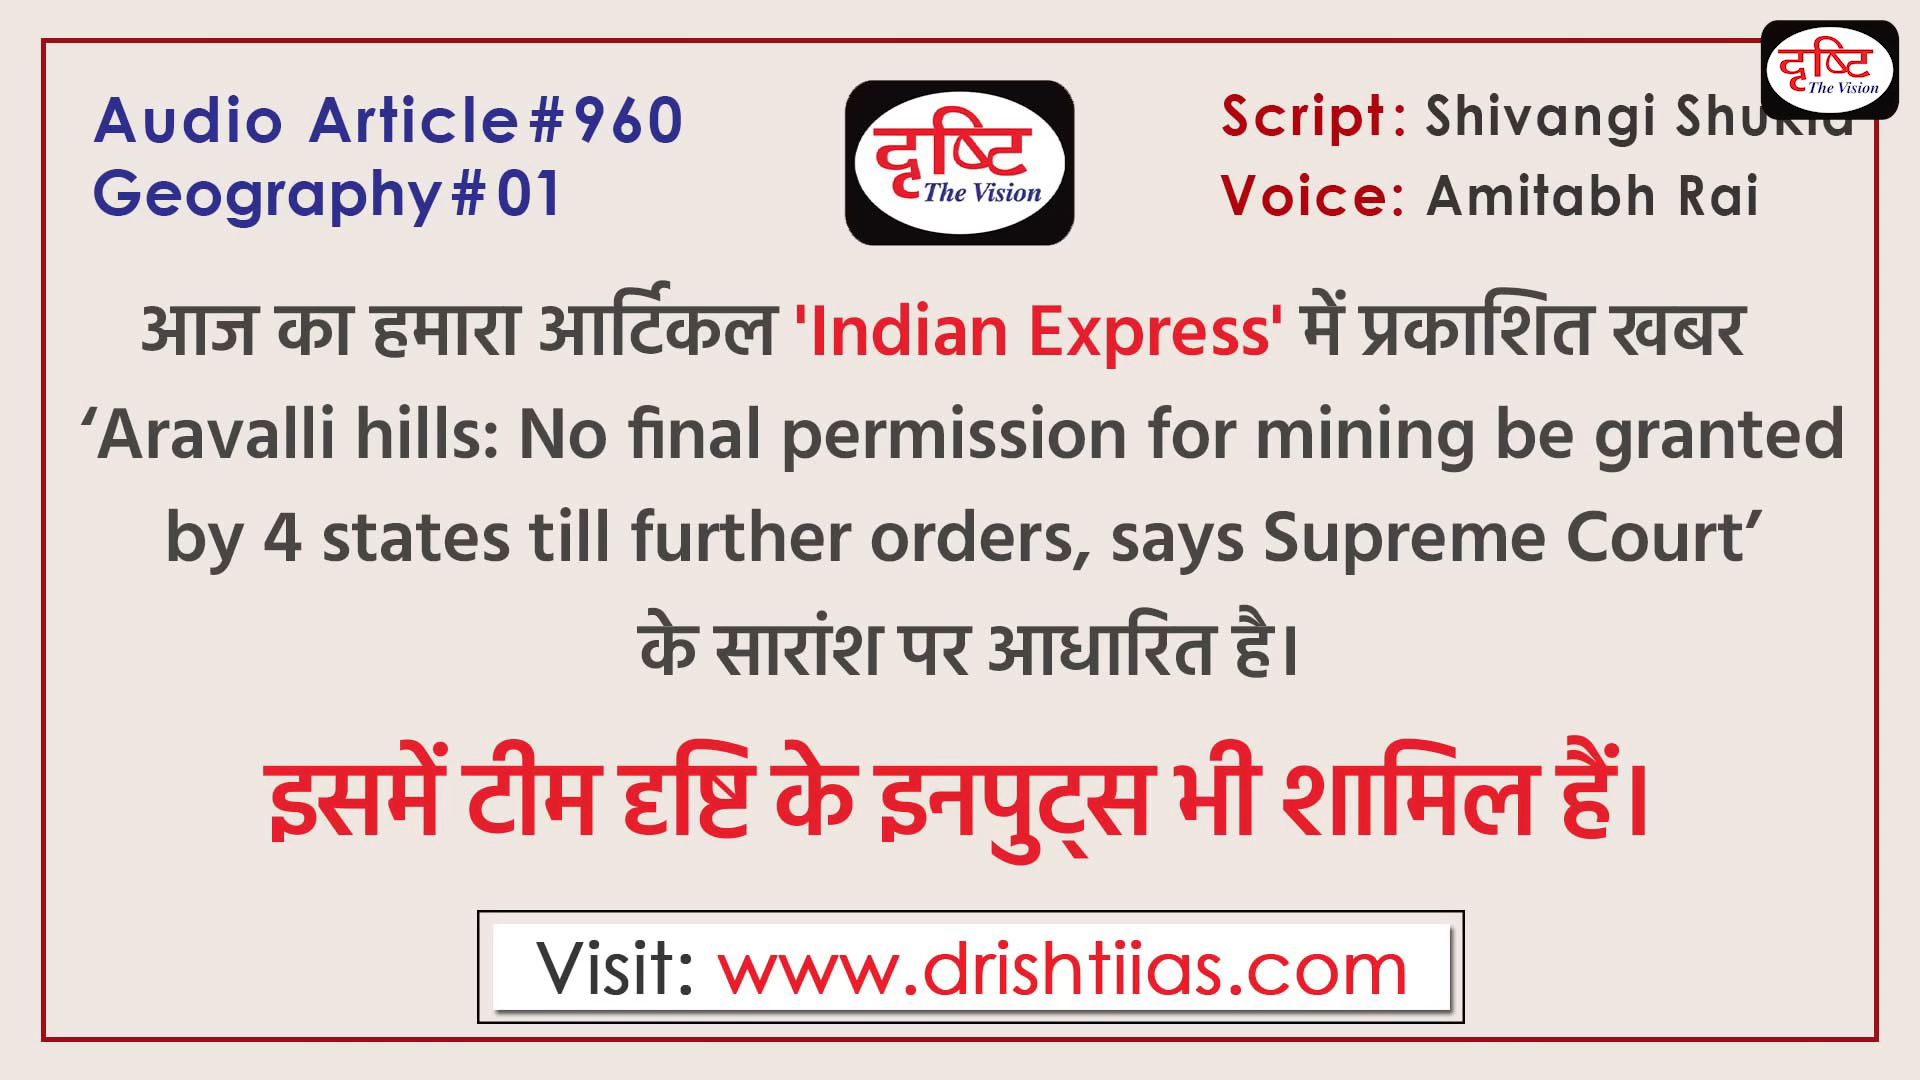 Audio Article#960
Geography#01
दृष्टि
The Vision
Script: Shivangi
Voice: Amitabh Rai
दृष्टि
The Vision
आज का हमारा आर्टिकल 'Indian Express' में प्रकाशित खबर
‘Aravalli hills: No final permission for mining be granted
by 4 states till further orders, says Supreme Court’
के सारांश पर आधारित है।
इसमें टीम दृष्टि के इनपुट्स भी शामिल हैं।
Visit: www.drishtiias.com